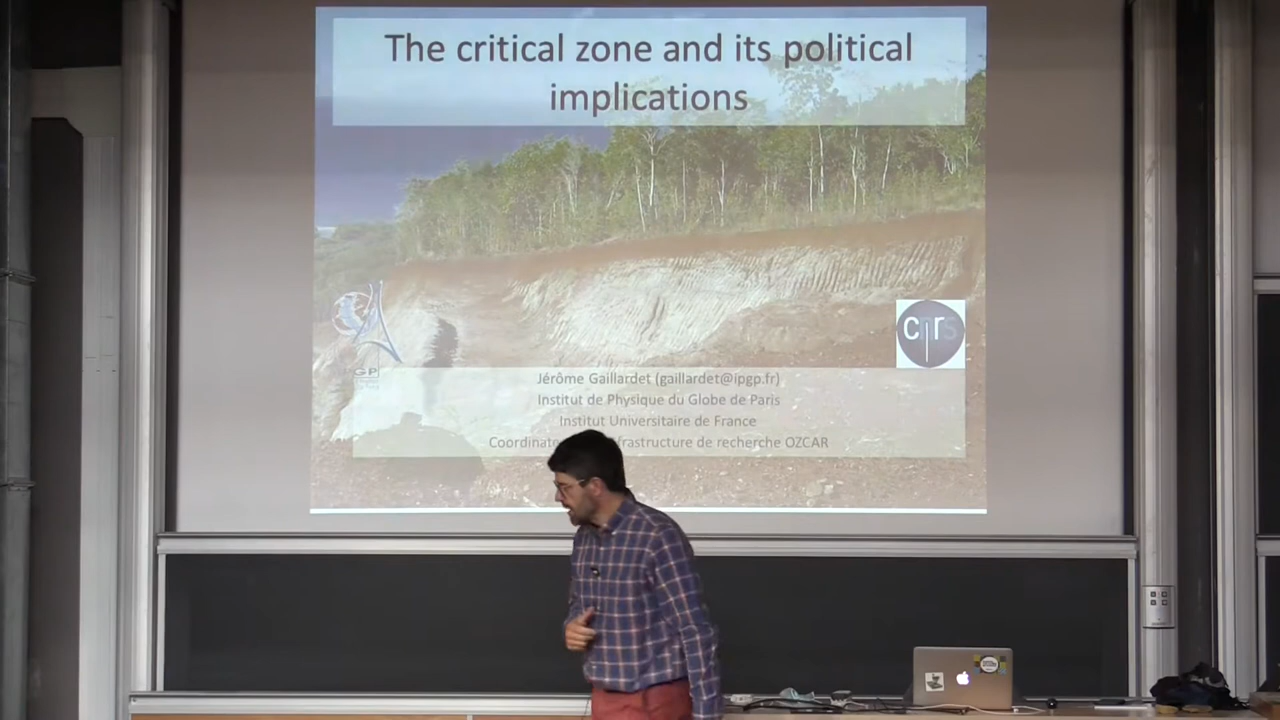 The critical zone and its political
implications
GP
cnrs
Jérôme Gaillardet (gaillardet@ipgp.fr)
Institut de Physique du Globe de Paris
Institut Universitaire de France
Coordinate frastructure de recherche OZCAR